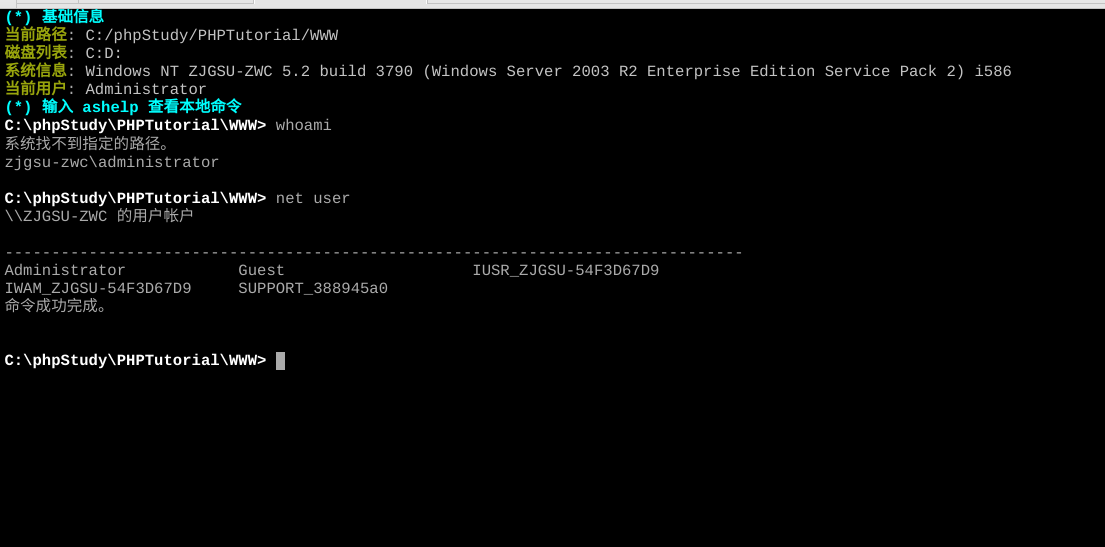 (*) 基础信息
当前路径: C:/phpStudy/PHPTutorial/WWW
磁盘列表: C:D:
系统信息: Windows NT ZJGSU-ZWC 5.2 build 3790 (Windows Server 2003 R2 Enterprise Edition Service Pack 2) i586
当前用户: Administrator
(*) 输入 ashelp 查看本地命令
C:\phpStudy\PHPTutorial\WWW> whoami
系统找不到指定的路径。
zjgsu-zwc\administrator
C:\phpStudy\PHPTutorial\WWW> net user
\\ZJGSU-ZWC 的用户帐户
-------------------------------------------------------------------------------
Administrator            Guest                    IUSR_ZJGSU-54F3D67D9
IWAM_ZJGSU-54F3D67D9     SUPPORT_388945a0
命令成功完成。
C:\phpStudy\PHPTutorial\WWW>